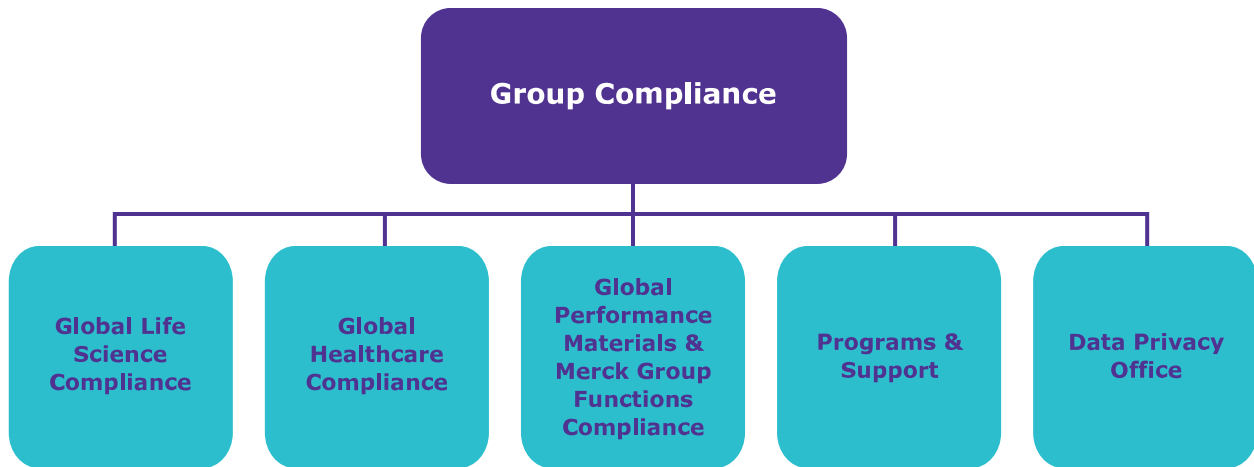 Group Compliance
Global Life
Science
Compliance
Global
Healthcare
Compliance
Global
Performance
Materials &
Merck Group
Functions
Compliance
Programs &
Support
Data Privacy
Office